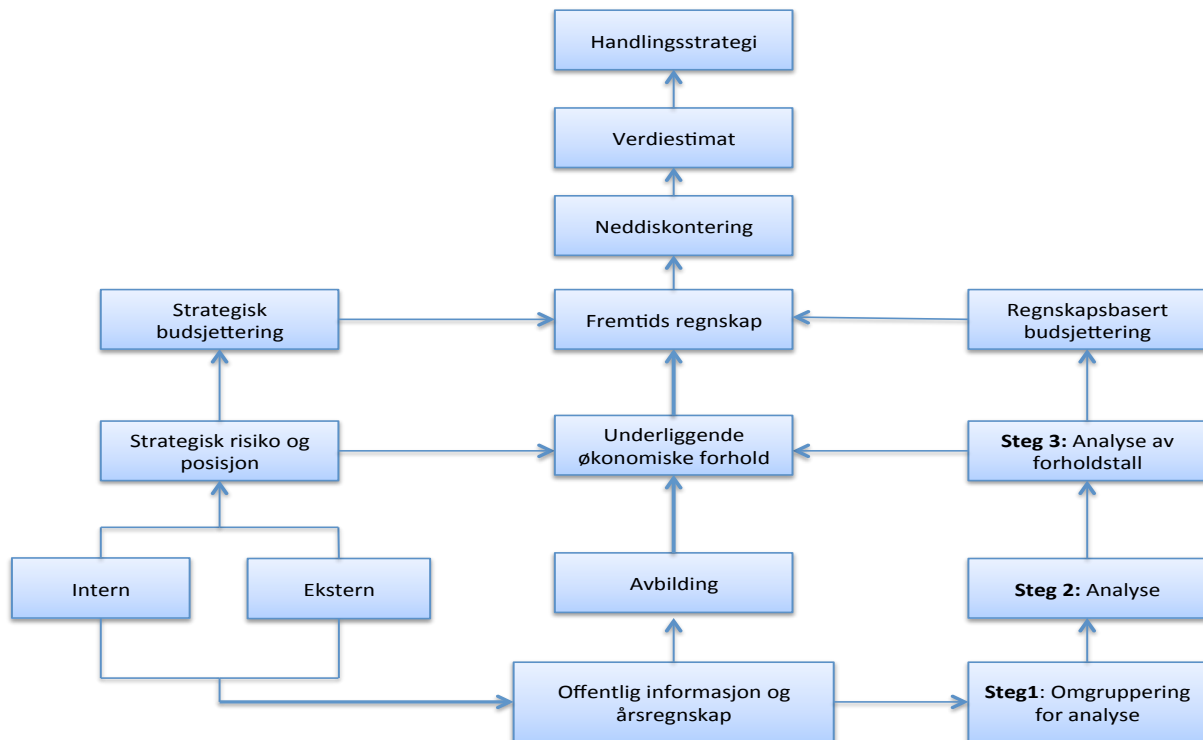 Handlingsstrategi
Verdiestimat
Neddiskontering
Strategisk
budsjettering
Fremtids regnskap
Regnskapsbasert
budsjettering
Strategisk risiko og
posisjon
Underliggende
økonomiske forhold
Steg 3: Analyse av
forholdstall
Intern
Ekstern
Avbilding
Steg 2: Analyse
Offentlig informasjon og
årsregnskap
Steg1: Omgruppering
for analyse